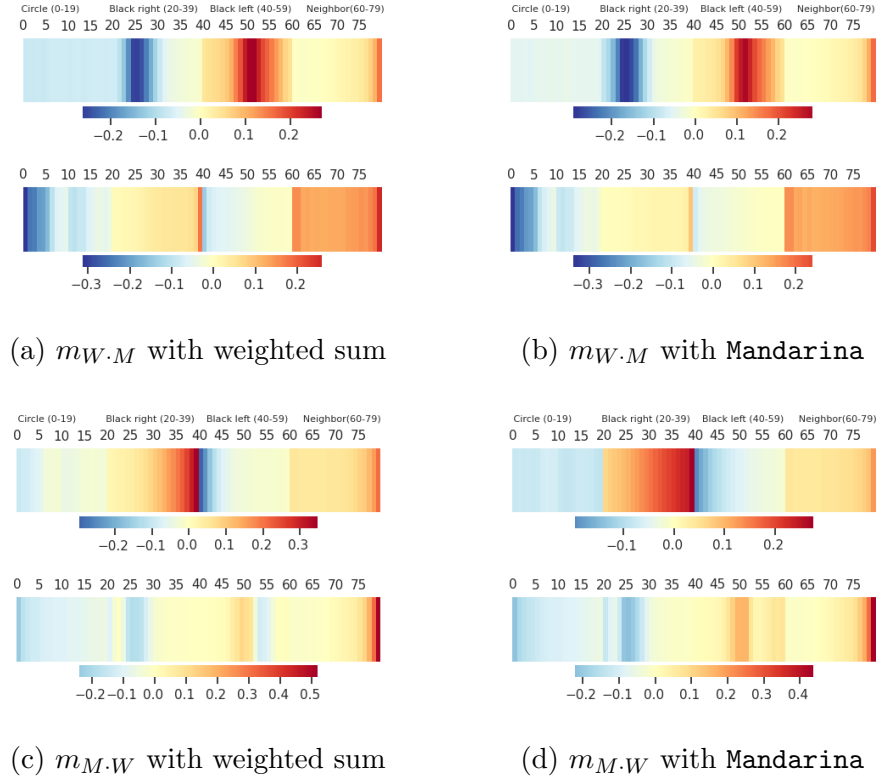 Circle (0-19) Black right (20-39) Black left (40-59) Neighbor(60-79)
0 5 10 15 20 25 30 35 40 45 50 55 60 65 70 75
−0.2 −0.1 0.0 0.1 0.2
0 5 10 15 20 25 30 35 40 45 50 55 60 65 70 75
−0.3 −0.2 −0.1 0.0 0.1 0.2
(a) m_{W·M} with weighted sum
Circle (0-19) Black right (20-39) Black left (40-59) Neighbor(60-79)
0 5 10 15 20 25 30 35 40 45 50 55 60 65 70 75
−0.3 −0.2 −0.1 0.0 0.1 0.2
0 5 10 15 20 25 30 35 40 45 50 55 60 65 70 75
−0.3 −0.2 −0.1 0.0 0.1 0.2
(b) m_{W·M} with Mandarina
Circle (0-19) Black right (20-39) Black left (40-59) Neighbor(60-79)
0 5 10 15 20 25 30 35 40 45 50 55 60 65 70 75
−0.2 −0.1 0.0 0.1 0.2 0.3
0 5 10 15 20 25 30 35 40 45 50 55 60 65 70 75
−0.2 −0.1 0.0 0.1 0.2 0.3 0.4 0.5
(c) m_{M·W} with weighted sum
Circle (0-19) Black right (20-39) Black left (40-59) Neighbor(60-79)
0 5 10 15 20 25 30 35 40 45 50 55 60 65 70 75
−0.1 0.0 0.1 0.2
0 5 10 15 20 25 30 35 40 45 50 55 60 65 70 75
−0.2 −0.1 0.0 0.1 0.2 0.3 0.4
(d) m_{M·W} with Mandarina